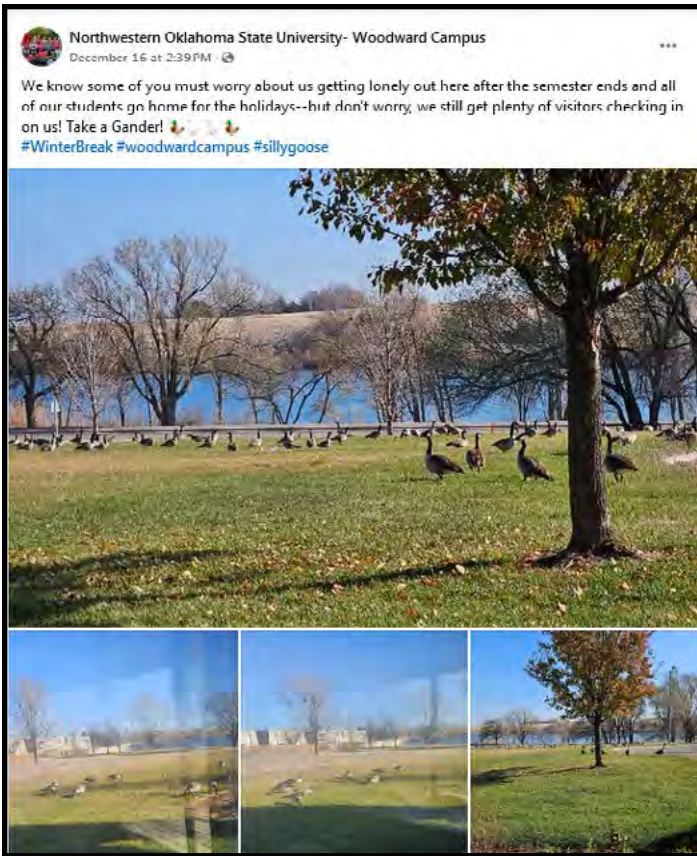 Northwestern Oklahoma State University- Woodward Campus
December 16 at 2:39 PM ·
We know some of you must worry about us getting lonely out here after the semester ends and all
of our students go home for the holidays--but don't worry, we still get plenty of visitors checking in
on us! Take a Gander!
#WinterBreak #woodwardcampus #sillygoose